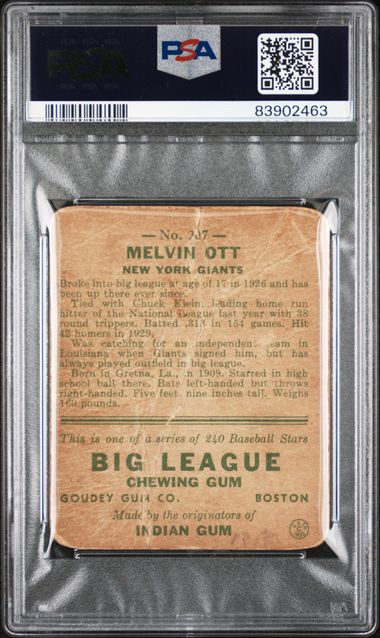 PSA
PSA
83902463
— No. 207 —
MELVIN OTT
NEW YORK GIANTS
Broke into big league at age of 17 in 1926 and has
been up there ever since.
Tied with Chuck Klein, leading home run
hitter of the National league last year with 38
round trippers. Batted .313 in 154 games. Hit
42 homers in 1929.
Was catching for an independent team in
Louisiana when Giants signed him, but has
always played outfield in big league.
Born in Gretna, La., in 1909. Starred in high
school ball there. Bats left-handed but throws
right-handed. Five feet nine inches tall. Weighs
160 pounds.
This is one of a series of 240 Baseball Stars
BIG LEAGUE
CHEWING GUM
GOUDEY GUM CO. BOSTON
Made by the originators of
INDIAN GUM